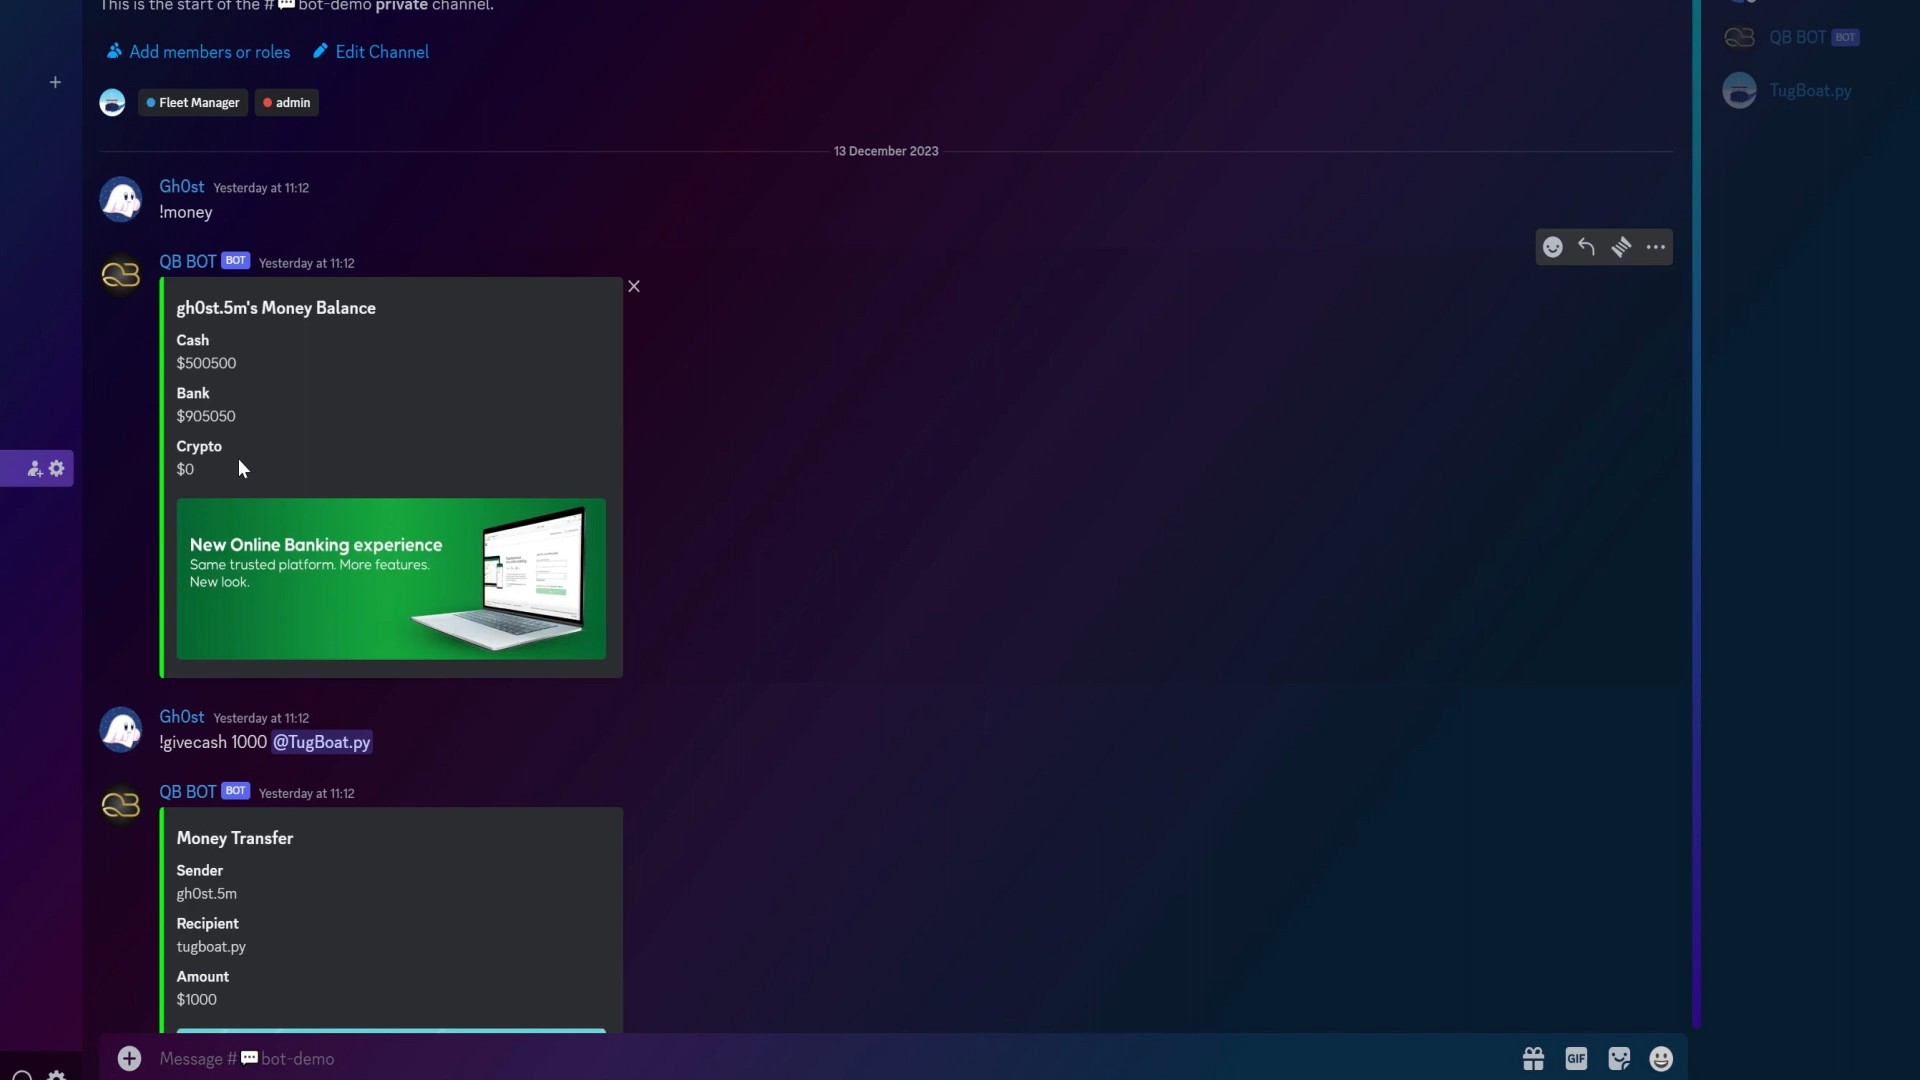 This is the start of the # bot-demo private channel.
Add members or roles Edit Channel
Fleet Manager admin
13 December 2023
Gh0st Yesterday at 11:12
!money
QB BOT BOT Yesterday at 11:12
gh0st.5m's Money Balance
Cash
$500500
Bank
$905050
Crypto
$0
New Online Banking experience
Same trusted platform. More features.
New look.
Gh0st Yesterday at 11:12
!givecash 1000 @TugBoat.py
QB BOT BOT Yesterday at 11:12
Money Transfer
Sender
gh0st.5m
Recipient
tugboat.py
Amount
$1000
Message # bot-demo
GIF
QB BOT BOT
TugBoat.py